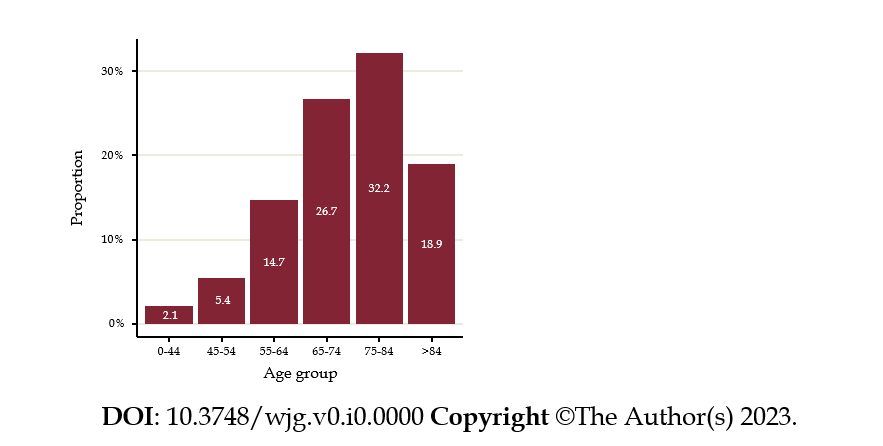 30%
20%
10%
0%
Proportion
2.1
5.4
14.7
26.7
32.2
18.9
0-44 45-54 55-64 65-74 75-84 >84
Age group
DOI: 10.3748/wjg.v0.i0.0000 Copyright ©The Author(s) 2023.